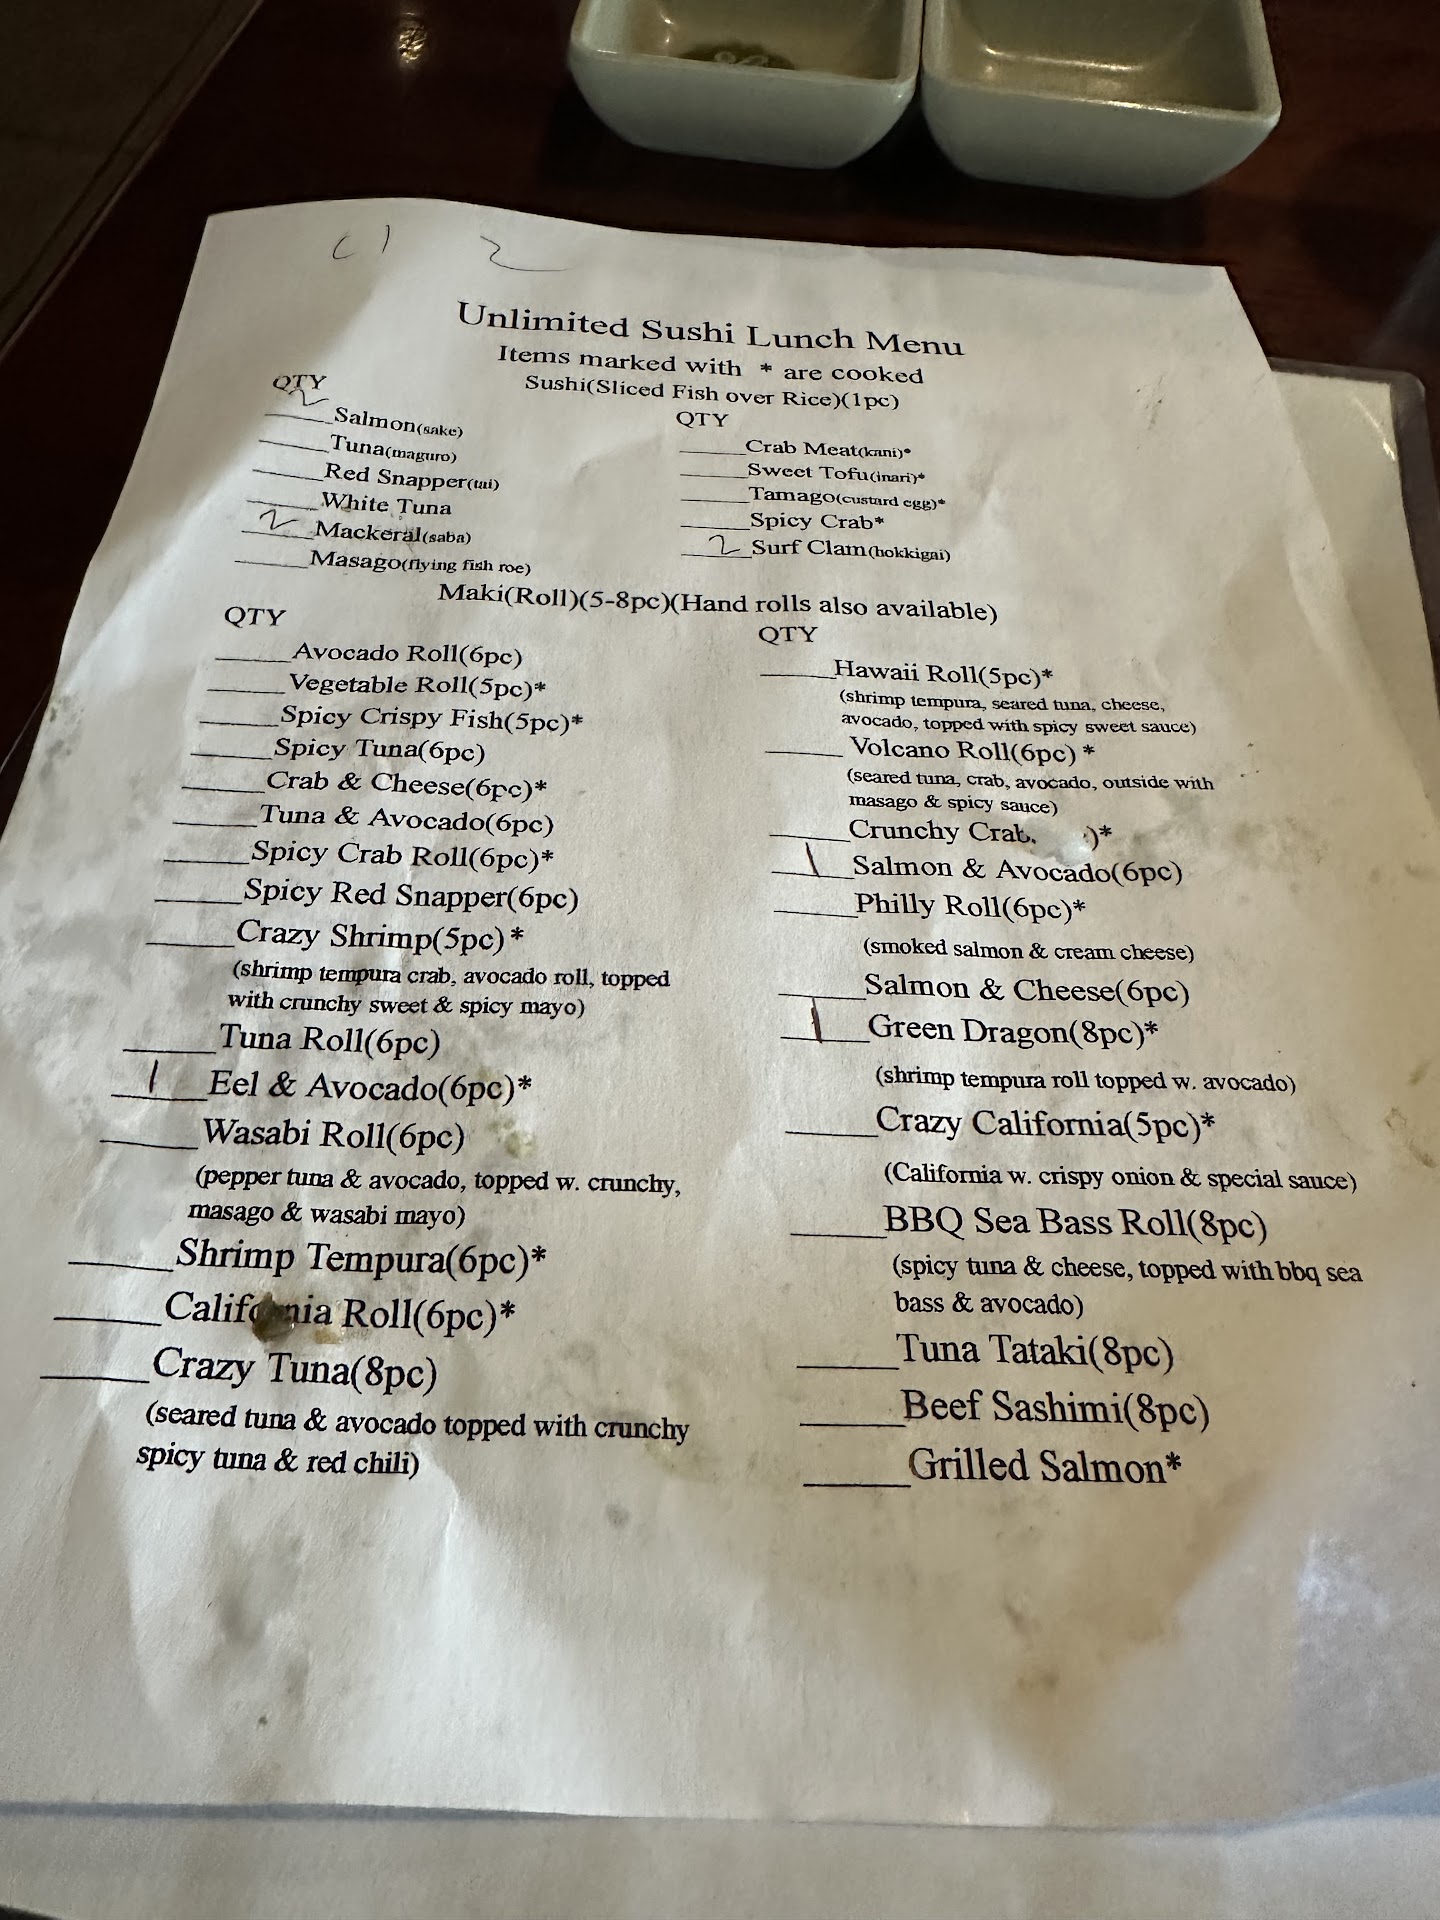 C1 2
Unlimited Sushi Lunch Menu
Items marked with * are cooked
Sushi(Sliced Fish over Rice)(1pc)
QTY
2 Salmon(sake)
Tuna(maguro)
Red Snapper(tai)
White Tuna
2 Mackeral(saba)
Masago(flying fish roe)
QTY
Crab Meat(kani)*
Sweet Tofu(inari)*
Tamago(custard egg)*
Spicy Crab*
2 Surf Clam(hokkigai)
Maki(Roll)(5-8pc)(Hand rolls also available)
QTY
Avocado Roll(6pc)
Vegetable Roll(5pc)*
Spicy Crispy Fish(5pc)*
Spicy Tuna(6pc)
Crab & Cheese(6pc)*
Tuna & Avocado(6pc)
Spicy Crab Roll(6pc)*
Spicy Red Snapper(6pc)
Crazy Shrimp(5pc)*
(shrimp tempura crab, avocado roll, topped
with crunchy sweet & spicy mayo)
Tuna Roll(6pc)
1 Eel & Avocado(6pc)*
Wasabi Roll(6pc)
(pepper tuna & avocado, topped w. crunchy,
masago & wasabi mayo)
Shrimp Tempura(6pc)*
California Roll(6pc)*
Crazy Tuna(8pc)
(seared tuna & avocado topped with crunchy
spicy tuna & red chili)
QTY
Hawaii Roll(5pc)*
(shrimp tempura, seared tuna, cheese,
avocado, topped with spicy sweet sauce)
Volcano Roll(6pc) *
(seared tuna, crab, avocado, outside with
masago & spicy sauce)
Crunchy Crab )*
1 Salmon & Avocado(6pc)
Philly Roll(6pc)*
(smoked salmon & cream cheese)
Salmon & Cheese(6pc)
1 Green Dragon(8pc)*
(shrimp tempura roll topped w. avocado)
Crazy California(5pc)*
(California w. crispy onion & special sauce)
BBQ Sea Bass Roll(8pc)
(spicy tuna & cheese, topped with bbq sea
bass & avocado)
Tuna Tataki(8pc)
Beef Sashimi(8pc)
Grilled Salmon*